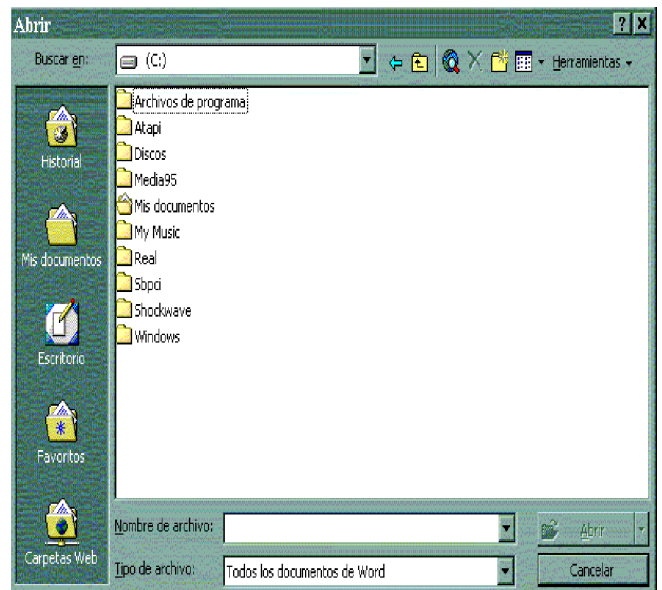 Abrir
Buscar en: (C:) Herramientas
Historial
Mis documentos
Escritorio
Favoritos
Carpetas Web
Archivos de programa
Atapi
Discos
Media95
Mis documentos
My Music
Real
Sbpci
Shockwave
Windows
Nombre de archivo: Abrir
Tipo de archivo: Todos los documentos de Word Cancelar